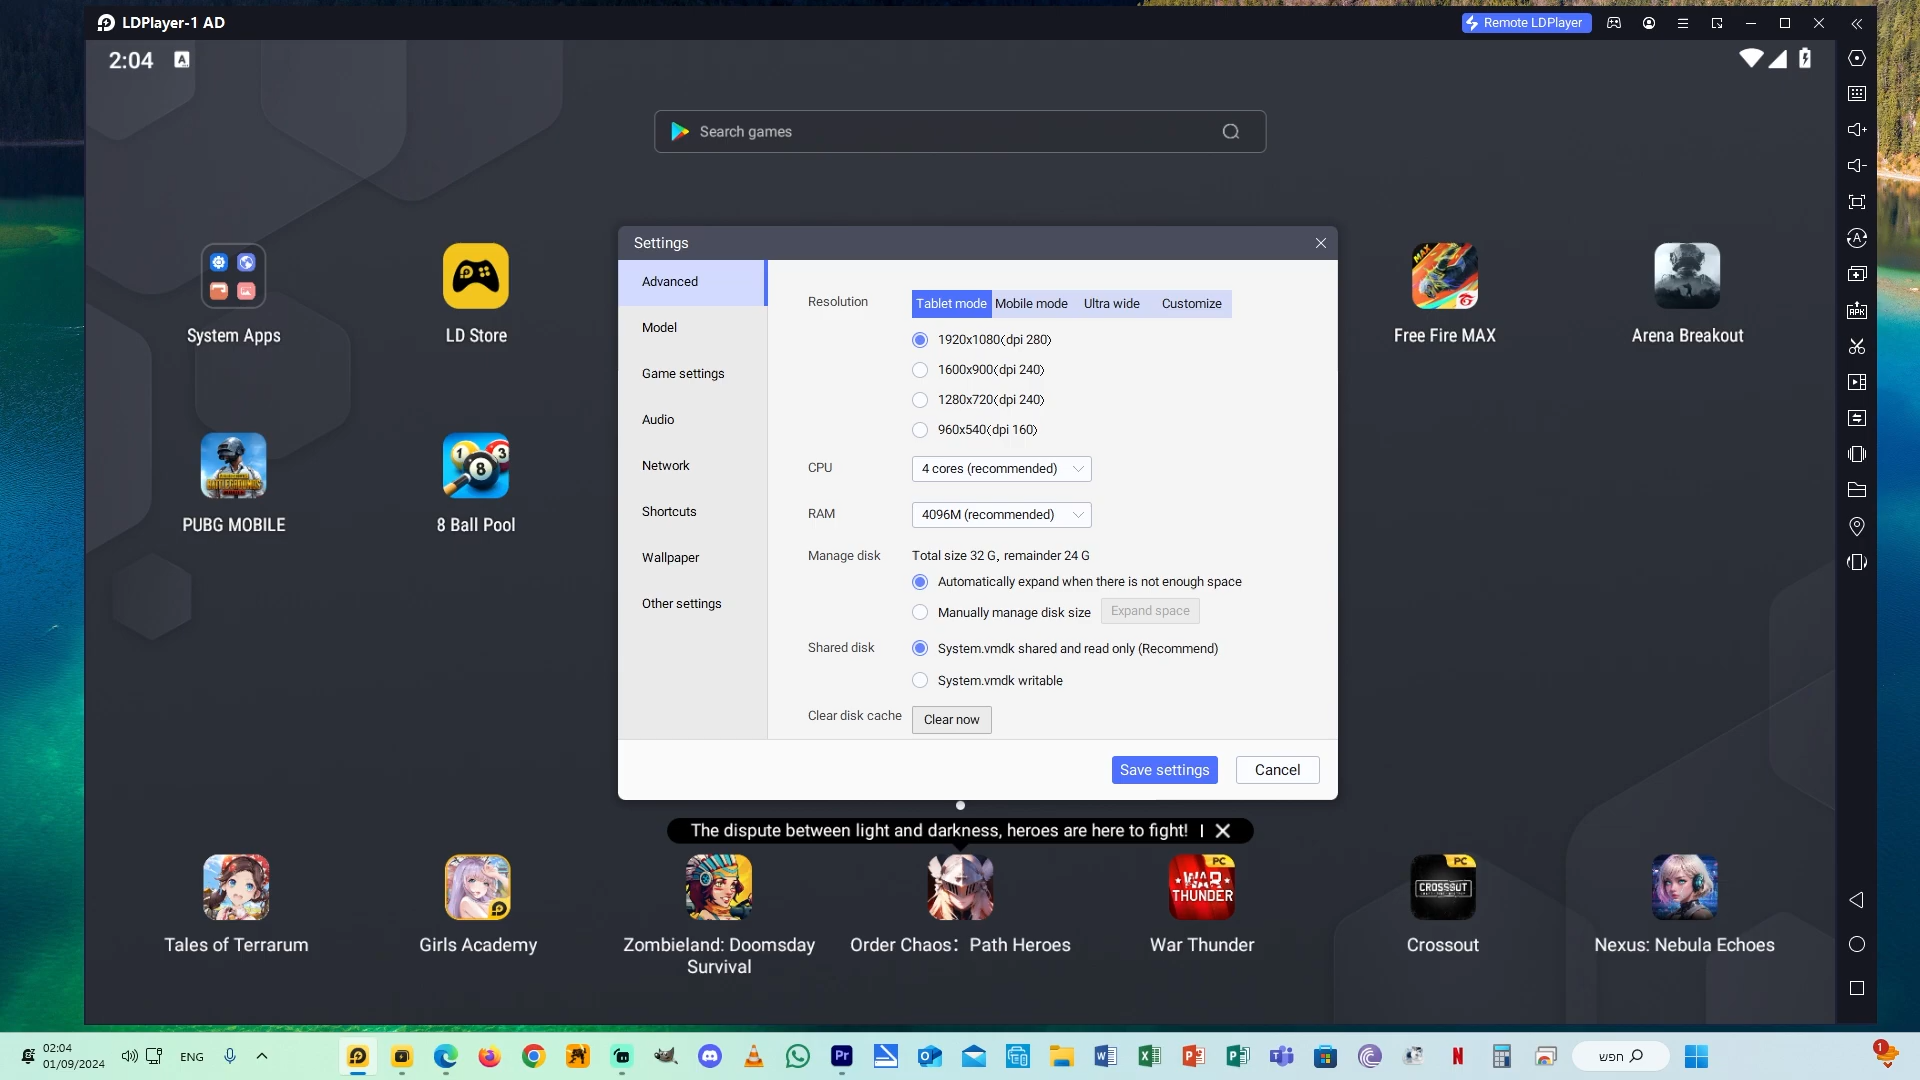 LDPlayer-1 AD
Remote LDPlayer
2:04
A
Search games
System Apps
LD Store
Free Fire MAX
Arena Breakout
PUBG MOBILE
8 Ball Pool
Settings
Advanced
Model
Game settings
Audio
Network
Shortcuts
Wallpaper
Other settings
Resolution
Tablet mode
Mobile mode
Ultra wide
Customize
1920x1080(dpi 280)
1600x900(dpi 240)
1280x720(dpi 240)
960x540(dpi 160)
CPU
4 cores (recommended)
RAM
4096M (recommended)
Manage disk
Total size 32 G, remainder 24 G
Automatically expand when there is not enough space
Manually manage disk size
Expand space
Shared disk
System.vmdk shared and read only (Recommend)
System.vmdk writable
Clear disk cache
Clear now
Save settings
Cancel
The dispute between light and darkness, heroes are here to fight!
PC
WAR
THUNDER
PC
CROSSOUT
Tales of Terrarum
Girls Academy
Zombieland: Doomsday
Survival
Order Chaos：Path Heroes
War Thunder
Crossout
Nexus: Nebula Echoes
02:04
01/09/2024
ENG
Pr
חפש
1